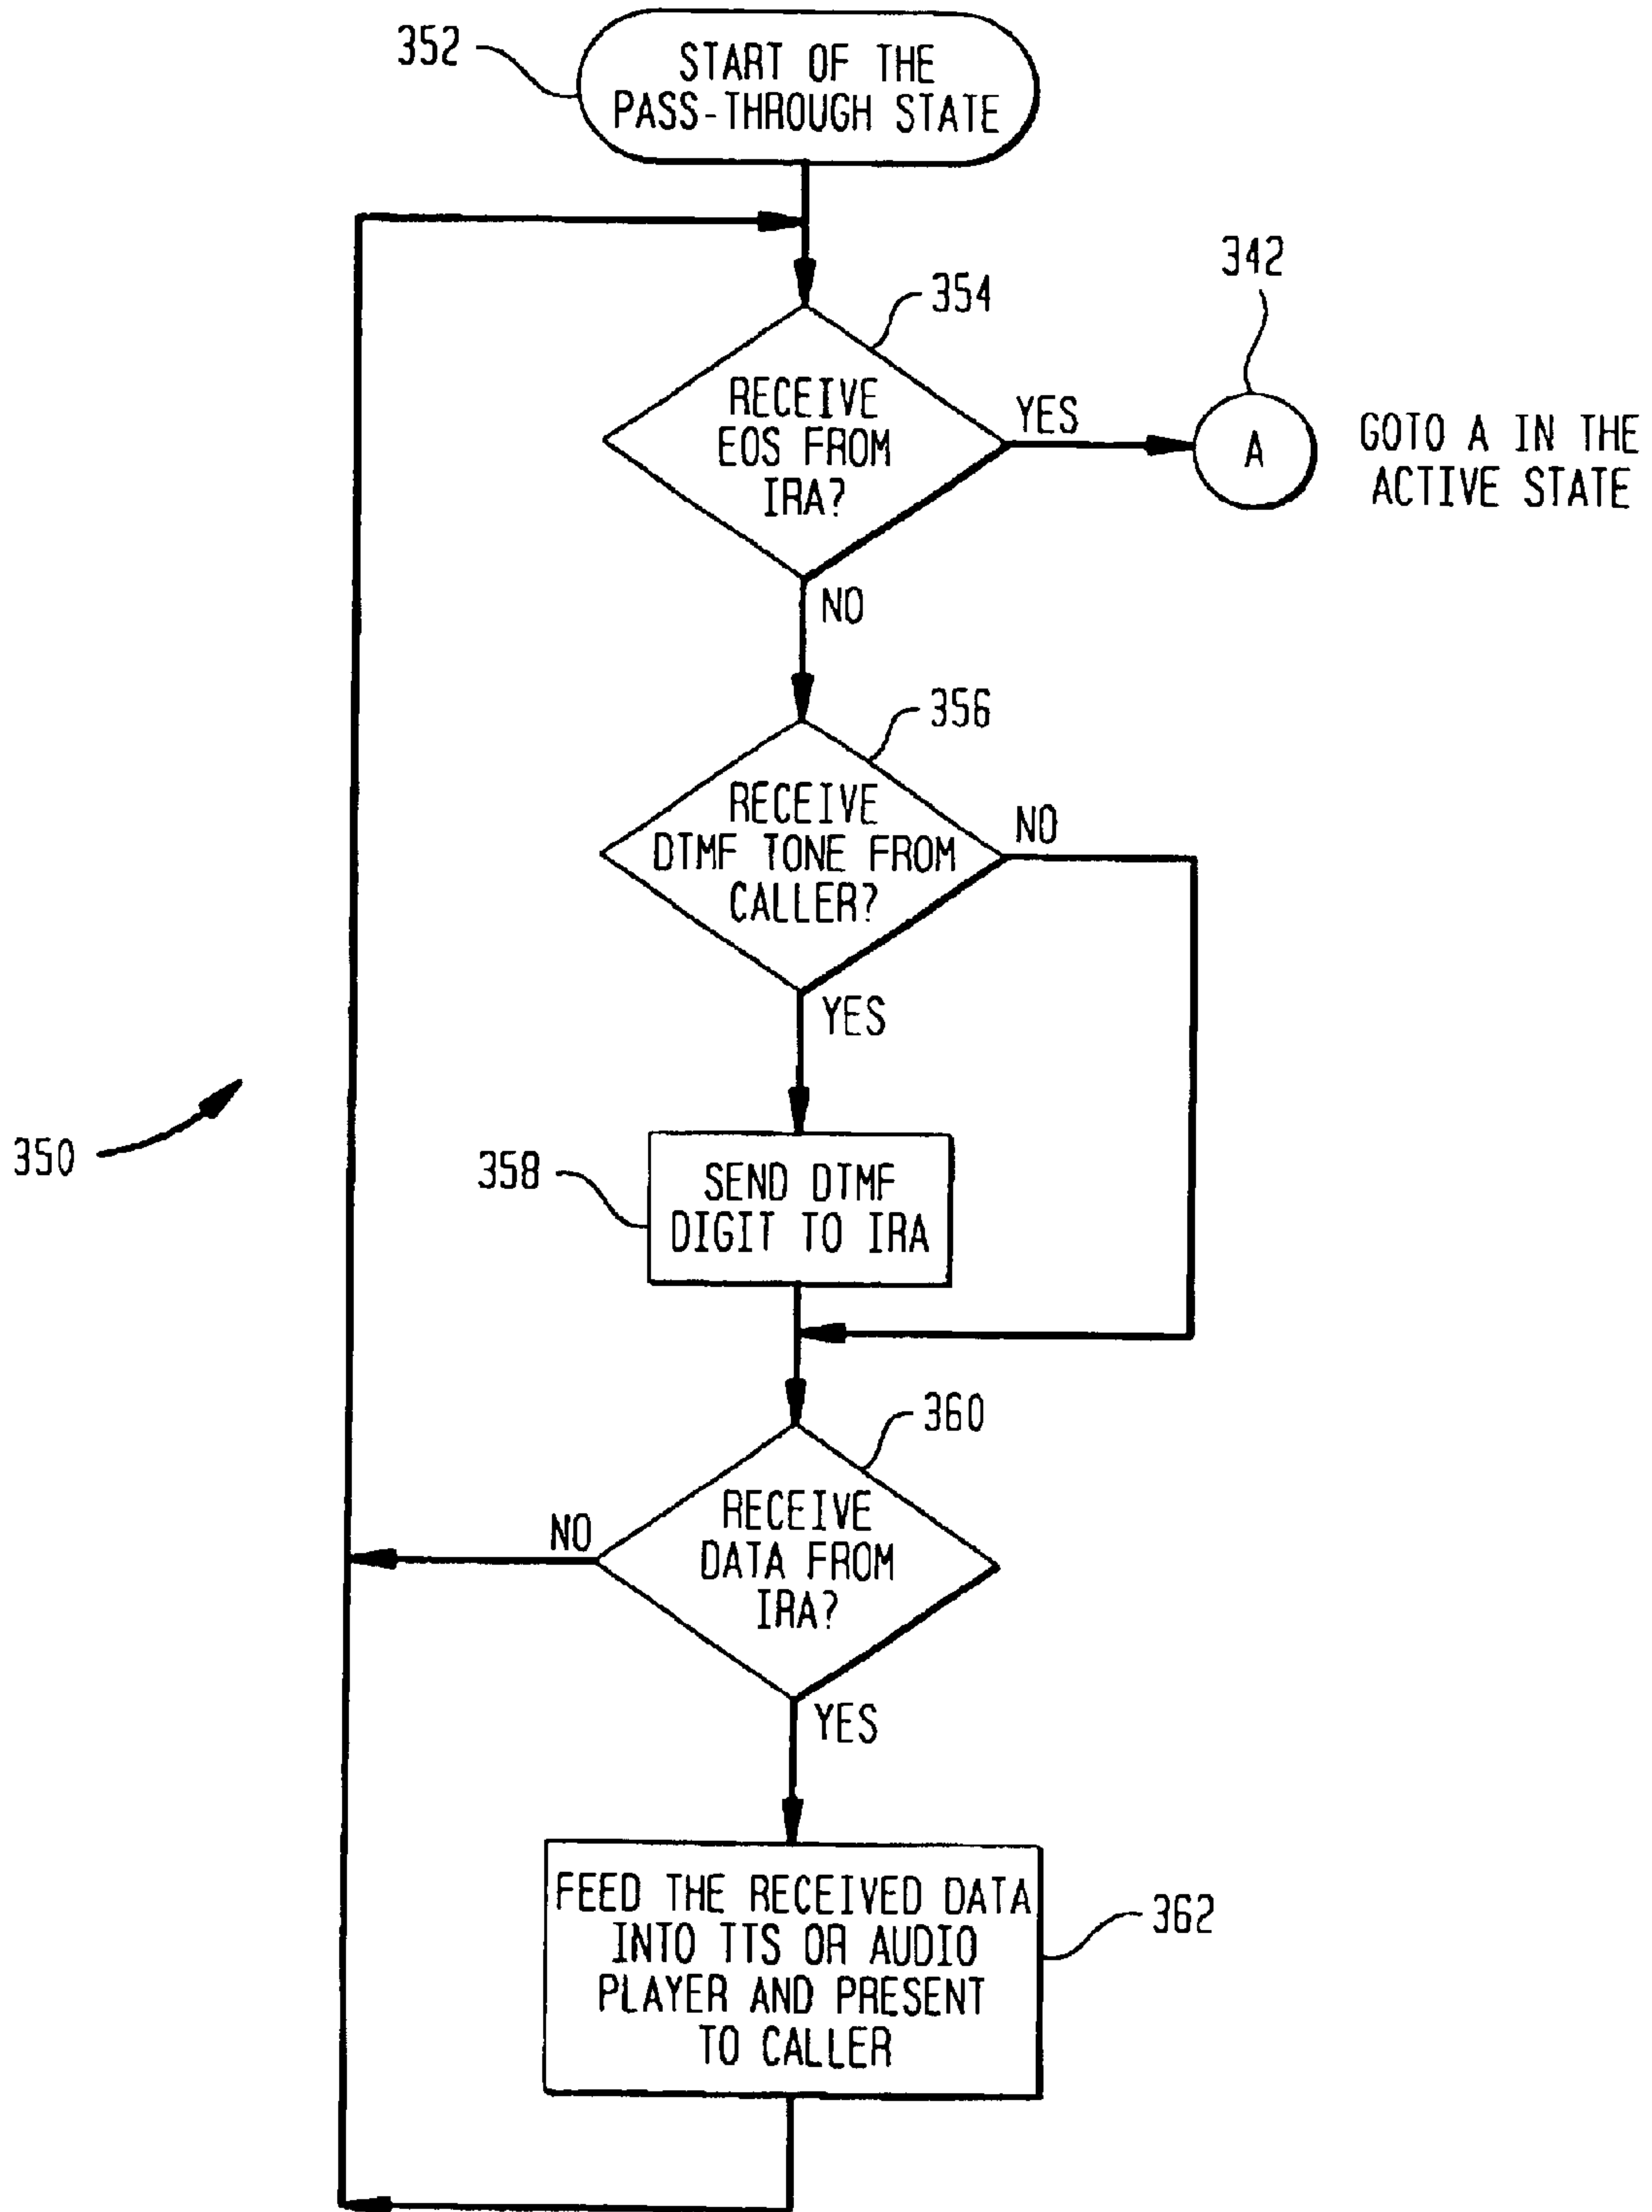 352
START OF THE
PASS-THROUGH STATE
354
342
RECEIVE
EOS FROM
IRA?
YES
A
GOTO A IN THE
ACTIVE STATE
NO
356
RECEIVE
DTMF TONE FROM
CALLER?
NO
YES
350
358
SEND DTMF
DIGIT TO IRA
360
RECEIVE
DATA FROM
IRA?
NO
YES
FEED THE RECEIVED DATA
INTO TTS OR AUDIO
PLAYER AND PRESENT
TO CALLER
362